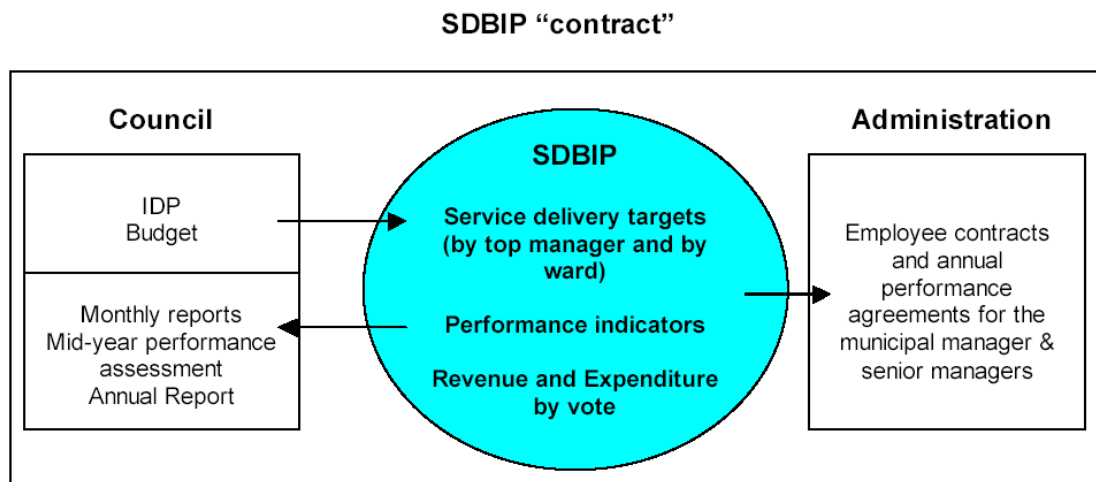 SDBIP “contract”
Council
IDP
Budget
Monthly reports
Mid-year performance
assessment
Annual Report
SDBIP
Service delivery targets
(by top manager and by
ward)
Performance indicators
Revenue and Expenditure
by vote
Administration
Employee contracts
and annual
performance
agreements for the
municipal manager &
senior managers